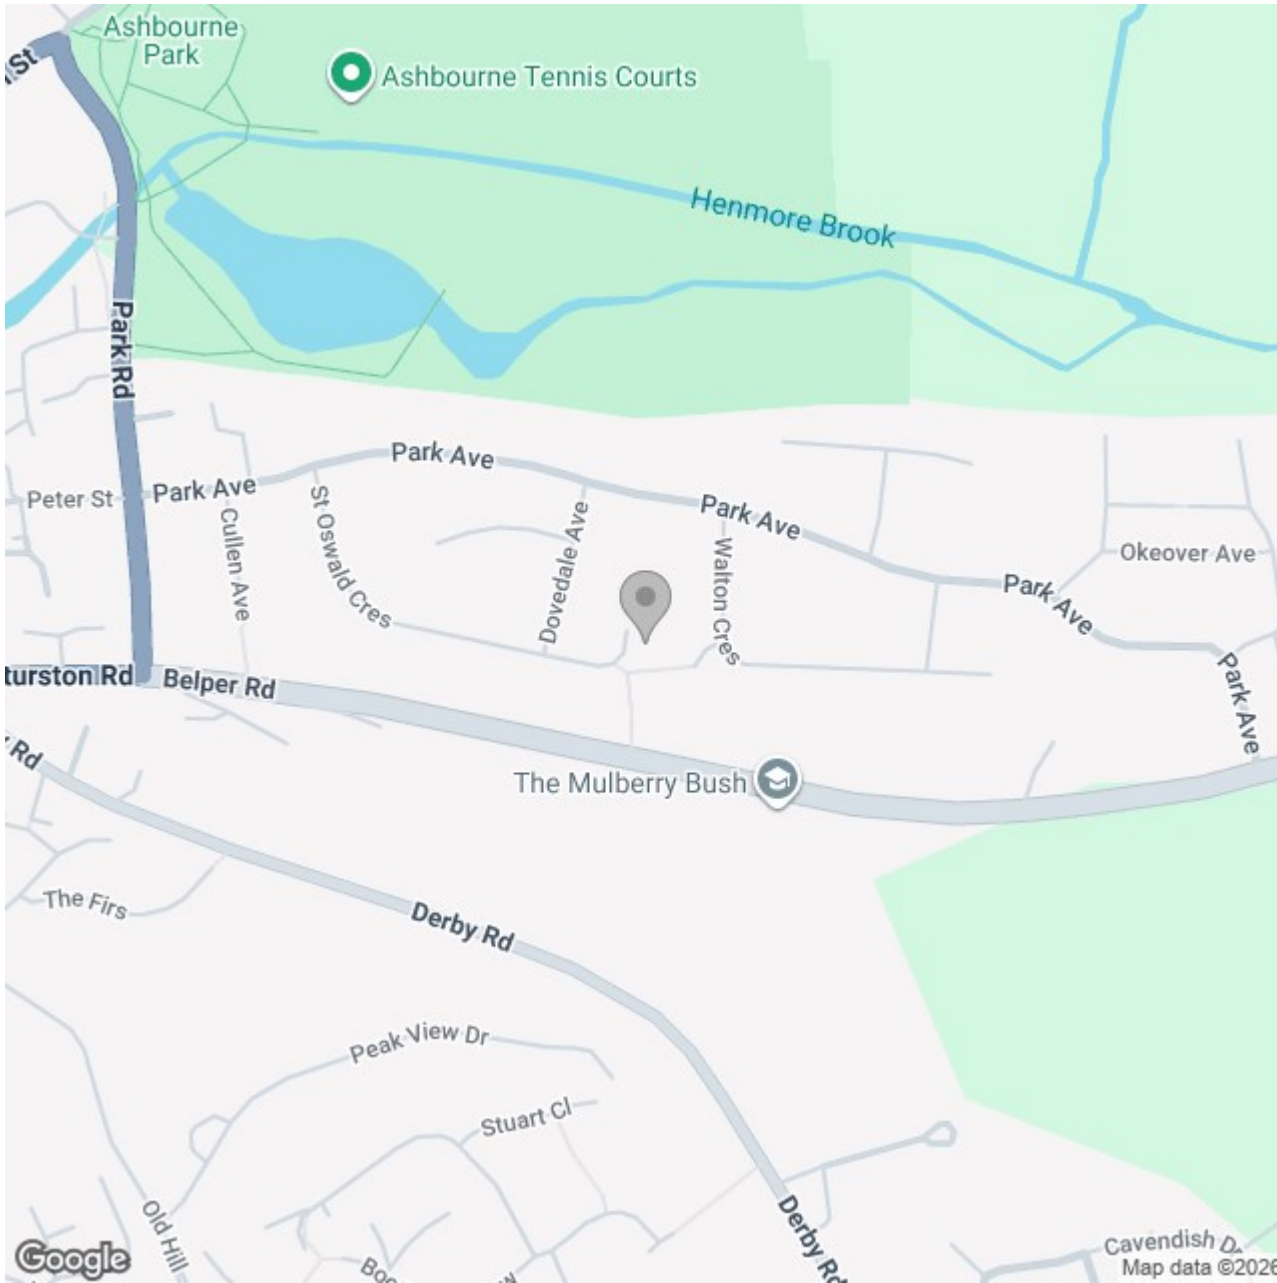 Ashbourne
Park
St
Ashbourne Tennis Courts
Henmore Brook
Park Rd
Park Ave
Peter St
Park Ave
Park Ave
St Oswald Cres
Cullen Ave
Dovedale Ave
Walton Cres
Okeover Ave
Park Ave
Park Ave
turston Rd
Belper Rd
Rd
The Mulberry Bush
The Firs
Derby Rd
Peak View Dr
Stuart Cl
Old Hill
Derby Rd
Cavendish Dr
Google
Map data ©2026